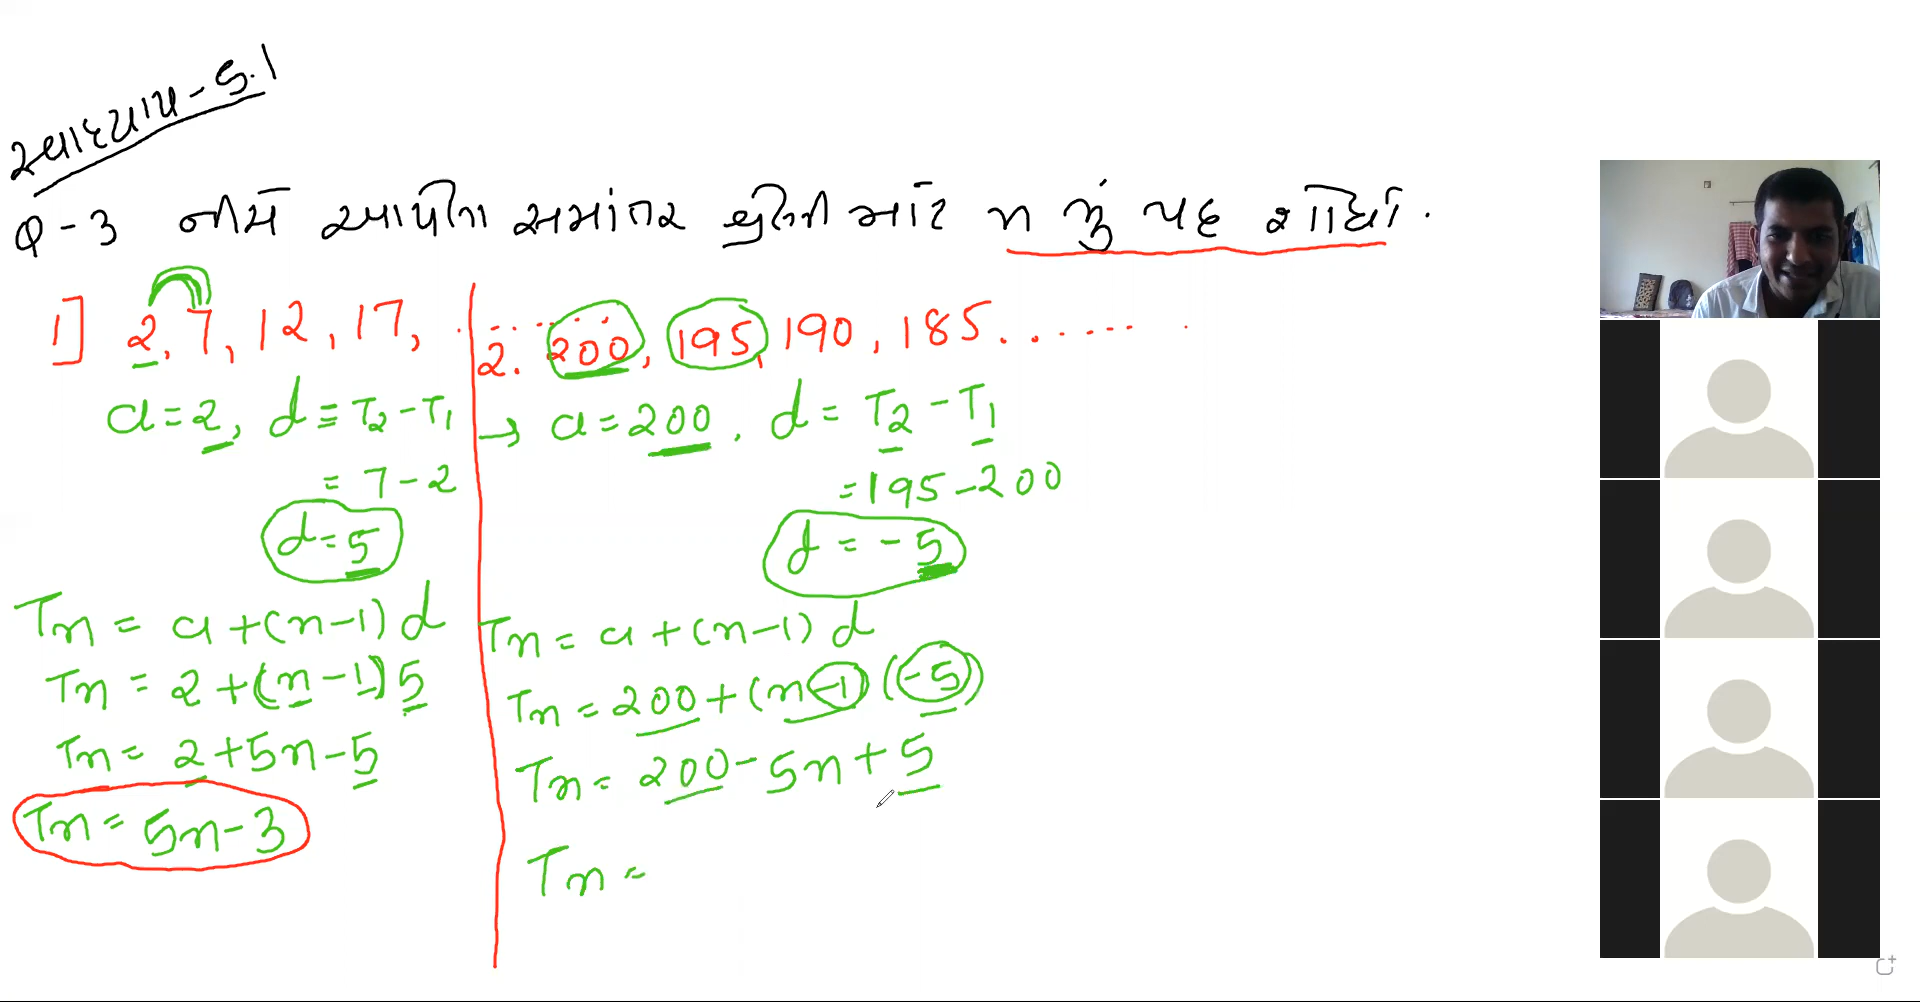 સ્વાધ્યાય-5.1
Q-3 નીચે આપેલ સમાંતર શ્રેણી માટે n મું પદ શોધો.
1] 2, 7, 12, 17, ..........
a=2, d=T₂-T₁
= 7-2
d=5
Tn = a+(n-1)d
Tn = 2+(n-1)5
Tn = 2+5n-5
Tn = 5n-3
2. 200, 195, 190, 185.......
→ a=200, d=T₂-T₁
=195-200
d=-5
Tn = a+(n-1)d
Tn = 200+(n-1)(-5)
Tn = 200-5n+5
Tn =